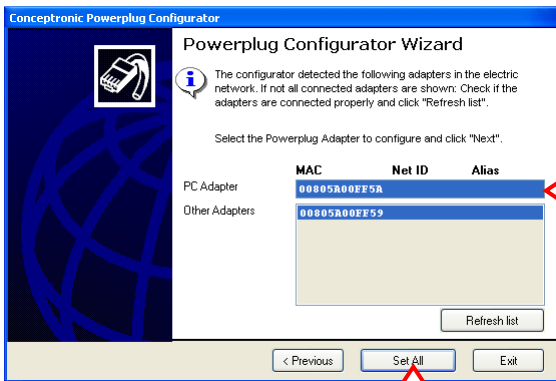 Conceptronic Powerplug Configurator
Powerplug Configurator Wizard
The configurator detected the following adapters in the electric
network. If not all connected adapters are shown: Check if the
adapters are connected properly and click "Refresh list".
Select the Powerplug Adapter to configure and click "Next".
MAC Net ID Alias
PC Adapter 00805A00FF5A
Other Adapters 00805A00FF59
Refresh list
< Previous Set All Exit